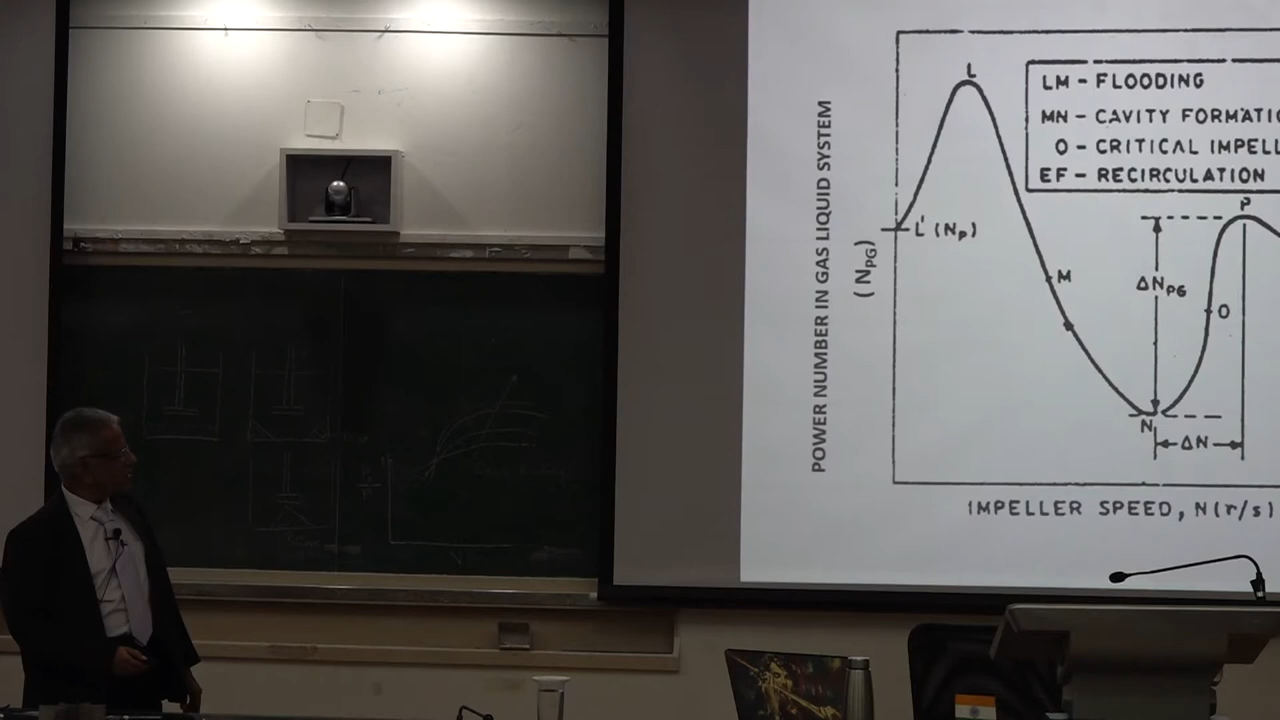 L
LM - FLOODING
MN - CAVITY FORMATIO
O - CRITICAL IMPELL
EF - RECIRCULATION
P
L' (Np)
POWER NUMBER IN GAS LIQUID SYSTEM
(NPG)
M
ΔNPG
O
N
ΔN
IMPELLER SPEED, N(r/s)